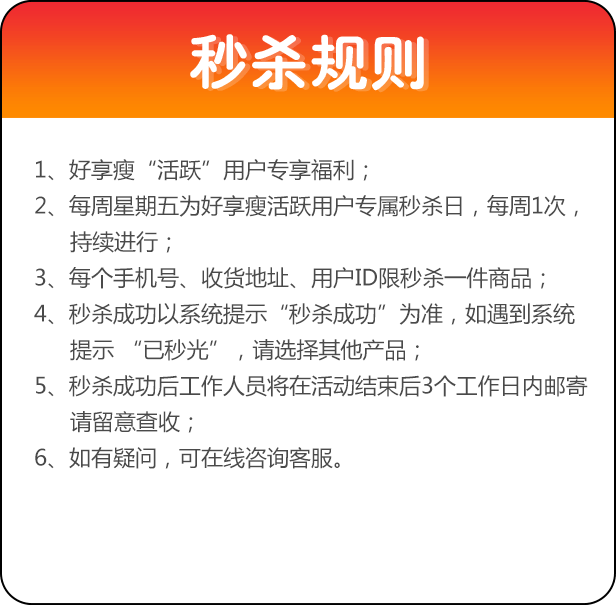 秒杀规则
1、好享瘦“活跃”用户专享福利；
2、每周星期五为好享瘦活跃用户专属秒杀日，每周1次，
持续进行；
3、每个手机号、收货地址、用户ID限秒杀一件商品；
4、秒杀成功以系统提示“秒杀成功”为准，如遇到系统
提示 “已秒光”，请选择其他产品；
5、秒杀成功后工作人员将在活动结束后3个工作日内邮寄
请留意查收；
6、如有疑问，可在线咨询客服。